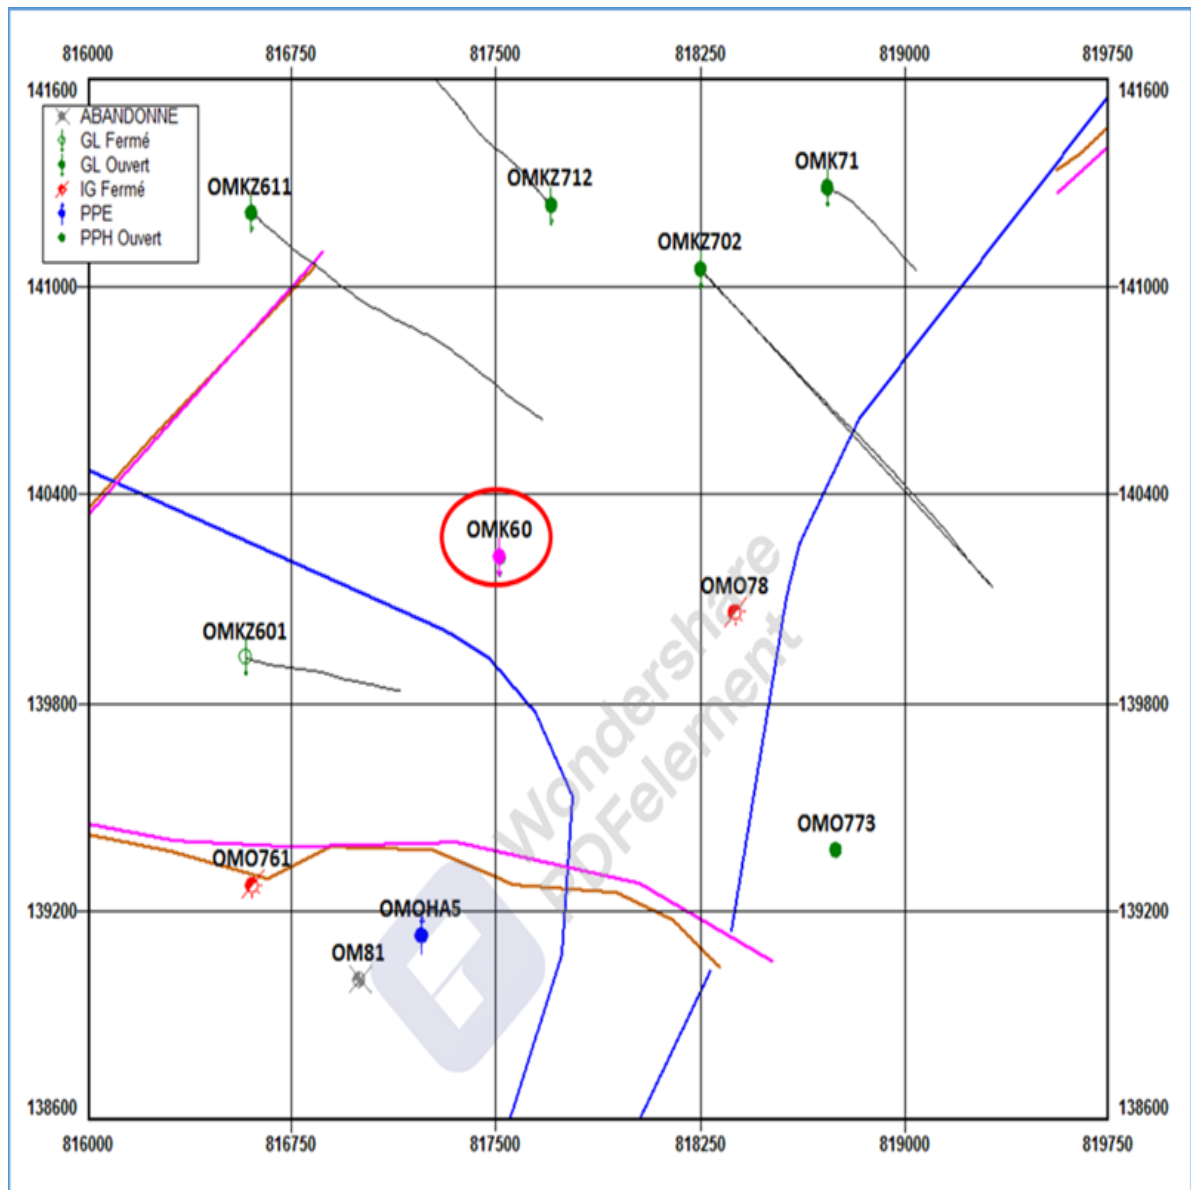 816000 816750 817500 818250 819000 819750
141600 141600
ABANDONNE
GL Fermé
GL Ouvert
IG Fermé
PPE
PPH Ouvert
OMKZ611
OMKZ712
OMK71
OMKZ702
141000 141000
140400 140400
OMK60
OMO78
OMKZ601
139800 139800
OMO773
OMO761
139200 139200
OMOHA5
OM81
Wondershare
PDFelement
138600 138600
816000 816750 817500 818250 819000 819750